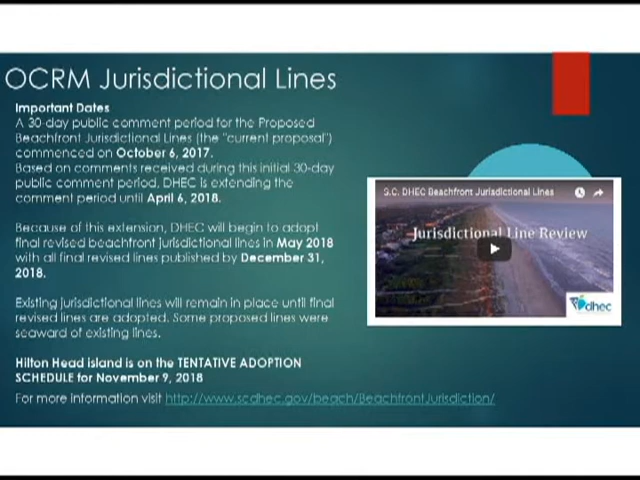 OCRM Jurisdictional Lines
Important Dates
A 30-day public comment period for the Proposed
Beachfront Jurisdictional Lines (the "current proposal")
commenced on October 6, 2017.
Based on comments received during this initial 30-day
public comment period, DHEC is extending the
comment period until April 6, 2018.
Because of this extension, DHEC will begin to adopt
final revised beachfront jurisdictional lines in May 2018
with all final revised lines published by December 31,
2018.
Existing jurisdictional lines will remain in place until final
revised lines are adopted. Some proposed lines were
seaward of existing lines.
Hilton Head island is on the TENTATIVE ADOPTION
SCHEDULE for November 9, 2018
For more information visit http://www.scdhec.gov/beach/BeachfrontJurisdiction/
S.C. DHEC Beachfront Jurisdictional Lines
Jurisdictional Line Review
dhec